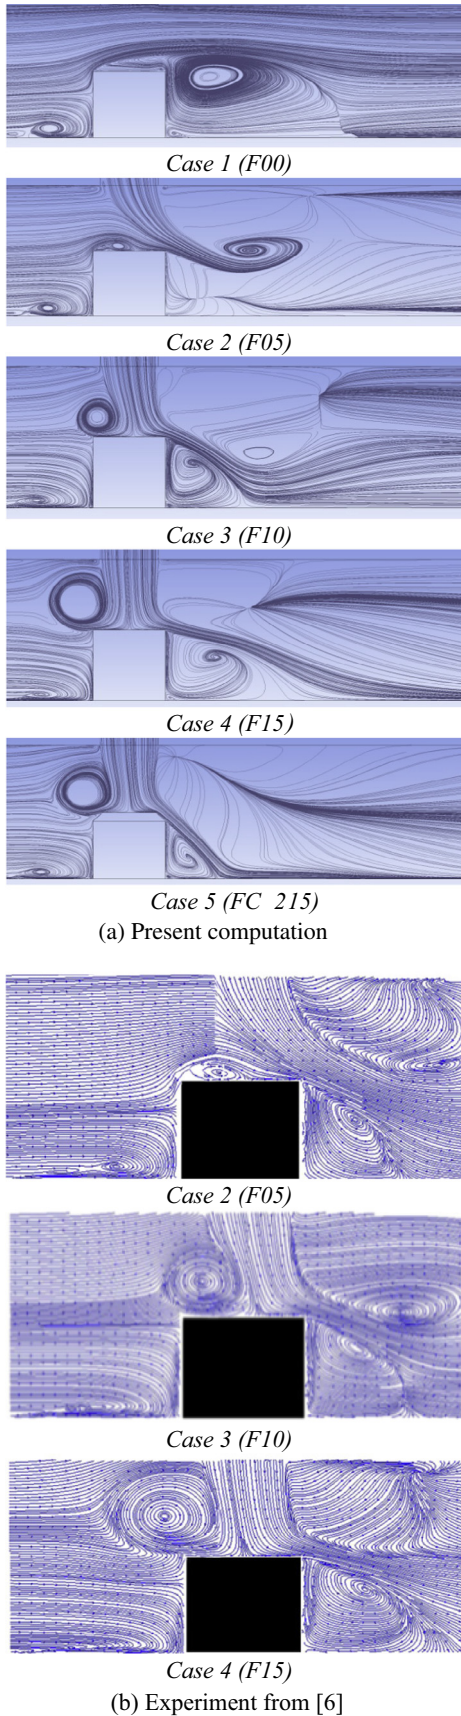 Case 1 (F00)
Case 2 (F05)
Case 3 (F10)
Case 4 (F15)
Case 5 (FC 215)
(a) Present computation
Case 2 (F05)
Case 3 (F10)
Case 4 (F15)
(b) Experiment from [6]